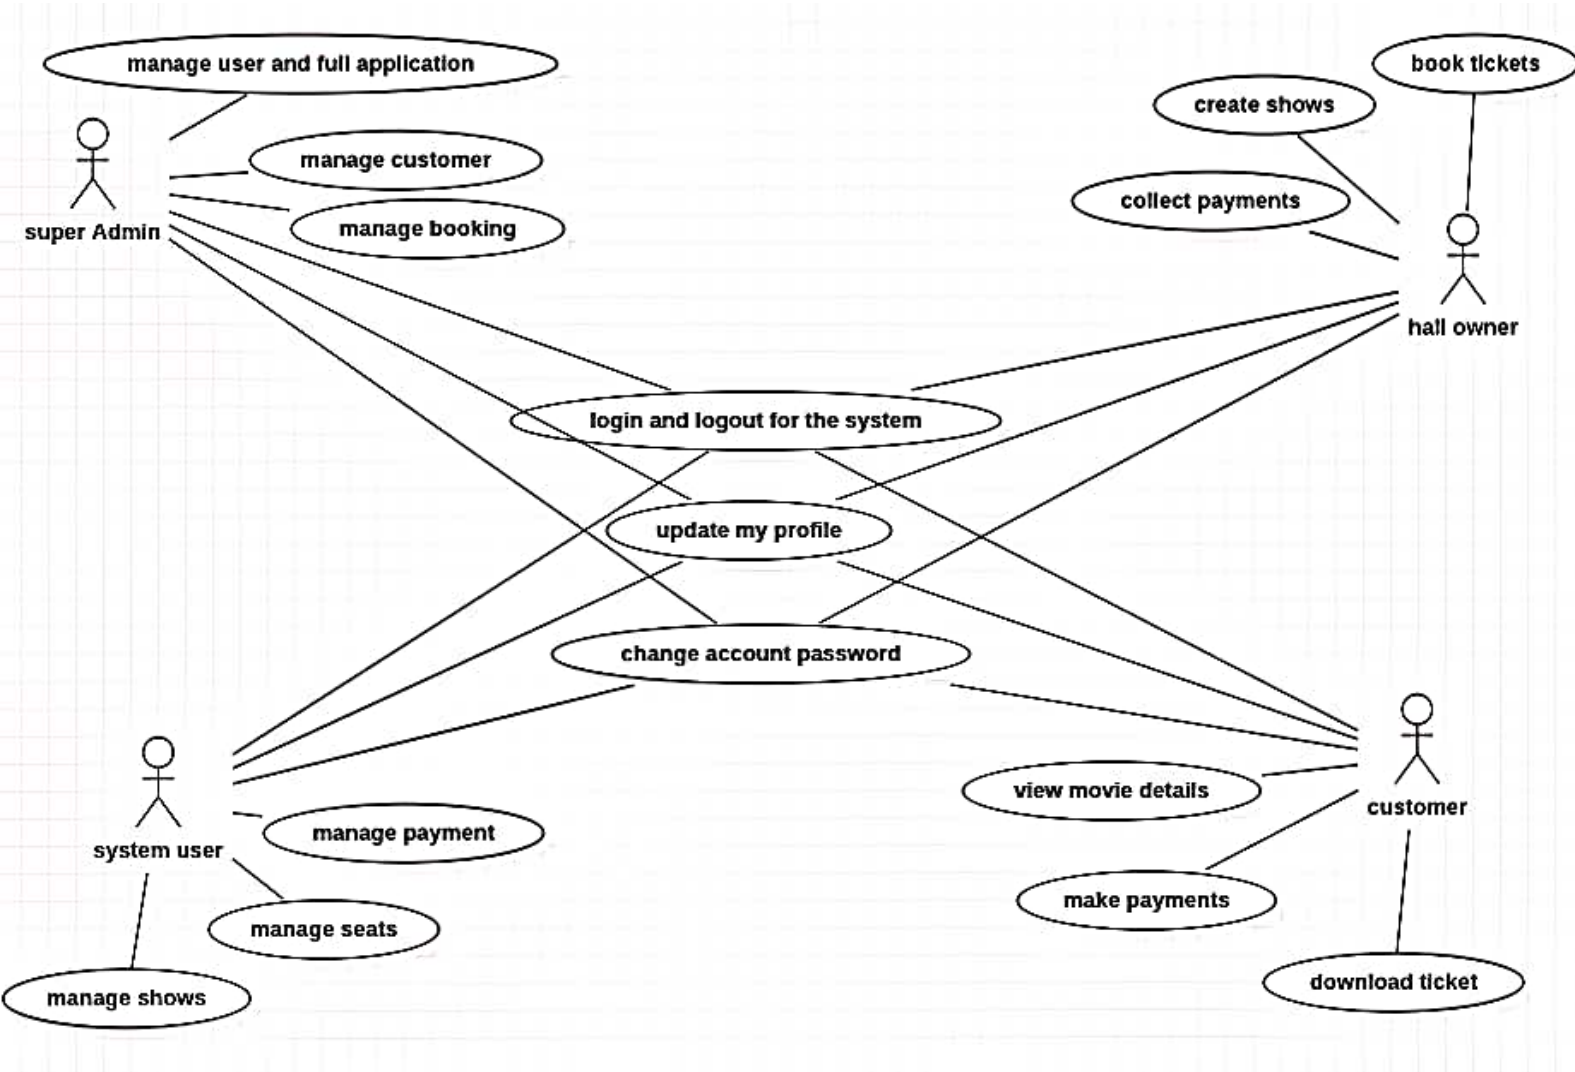 manage user and full application
book tickets
create shows
manage customer
collect payments
manage booking
super Admin
hall owner
login and logout for the system
update my profile
change account password
view movie details
customer
manage payment
system user
make payments
manage seats
download ticket
manage shows